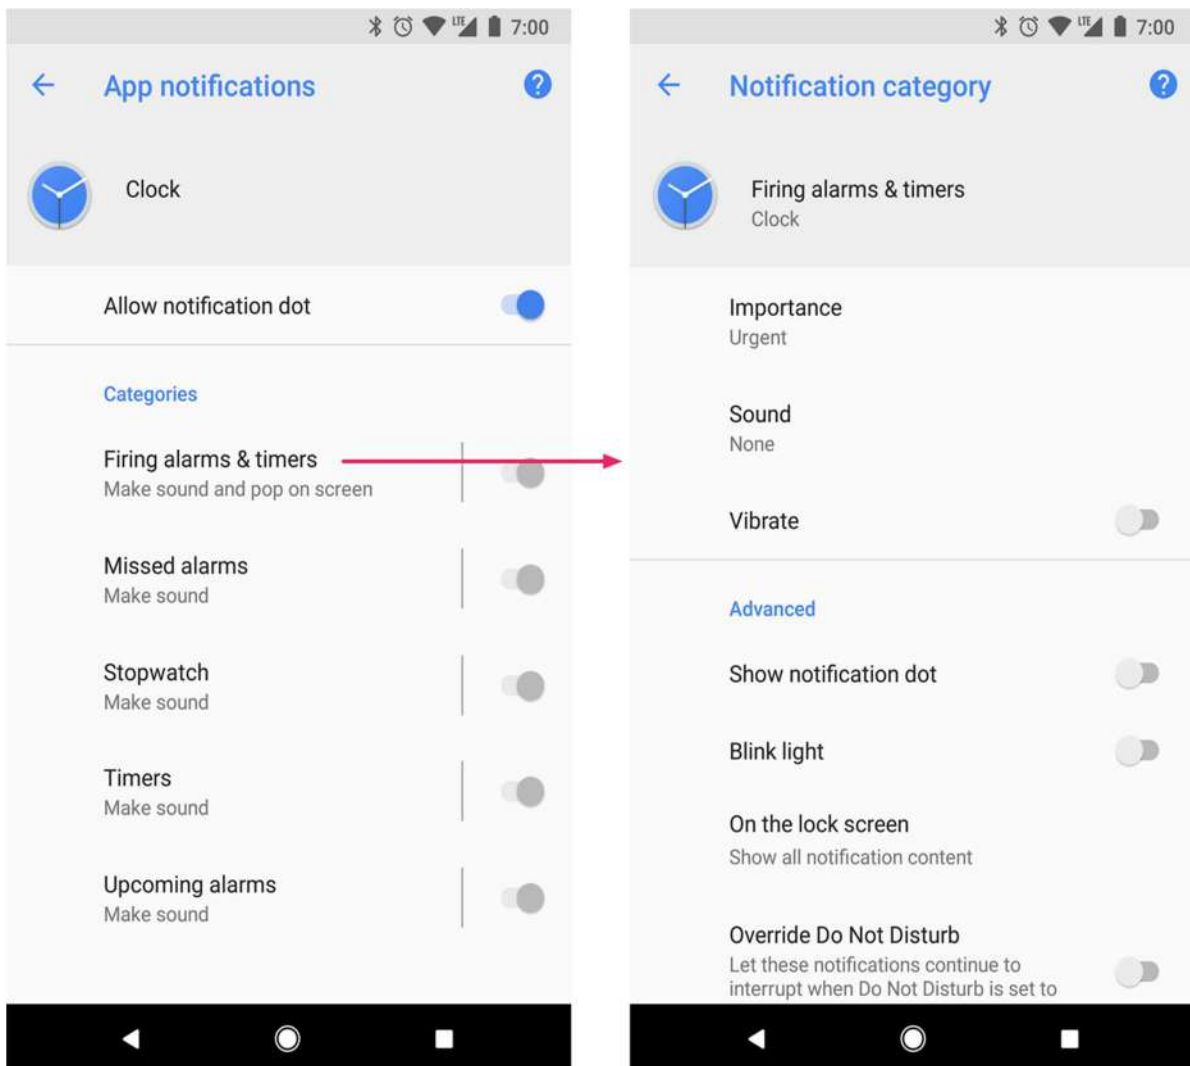 LTE 7:00
App notifications
Clock
Allow notification dot
Categories
Firing alarms & timers
Make sound and pop on screen
Missed alarms
Make sound
Stopwatch
Make sound
Timers
Make sound
Upcoming alarms
Make sound
LTE 7:00
Notification category
?
Firing alarms & timers
Clock
Importance
Urgent
Sound
None
Vibrate
Advanced
Show notification dot
Blink light
On the lock screen
Show all notification content
Override Do Not Disturb
Let these notifications continue to
interrupt when Do Not Disturb is set to